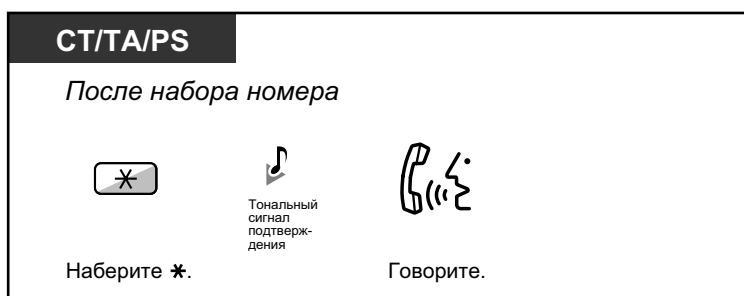 CT/TA/PS
После набора номера
Тональный
сигнал
подтверж-
дения
Наберите *.
Говорите.